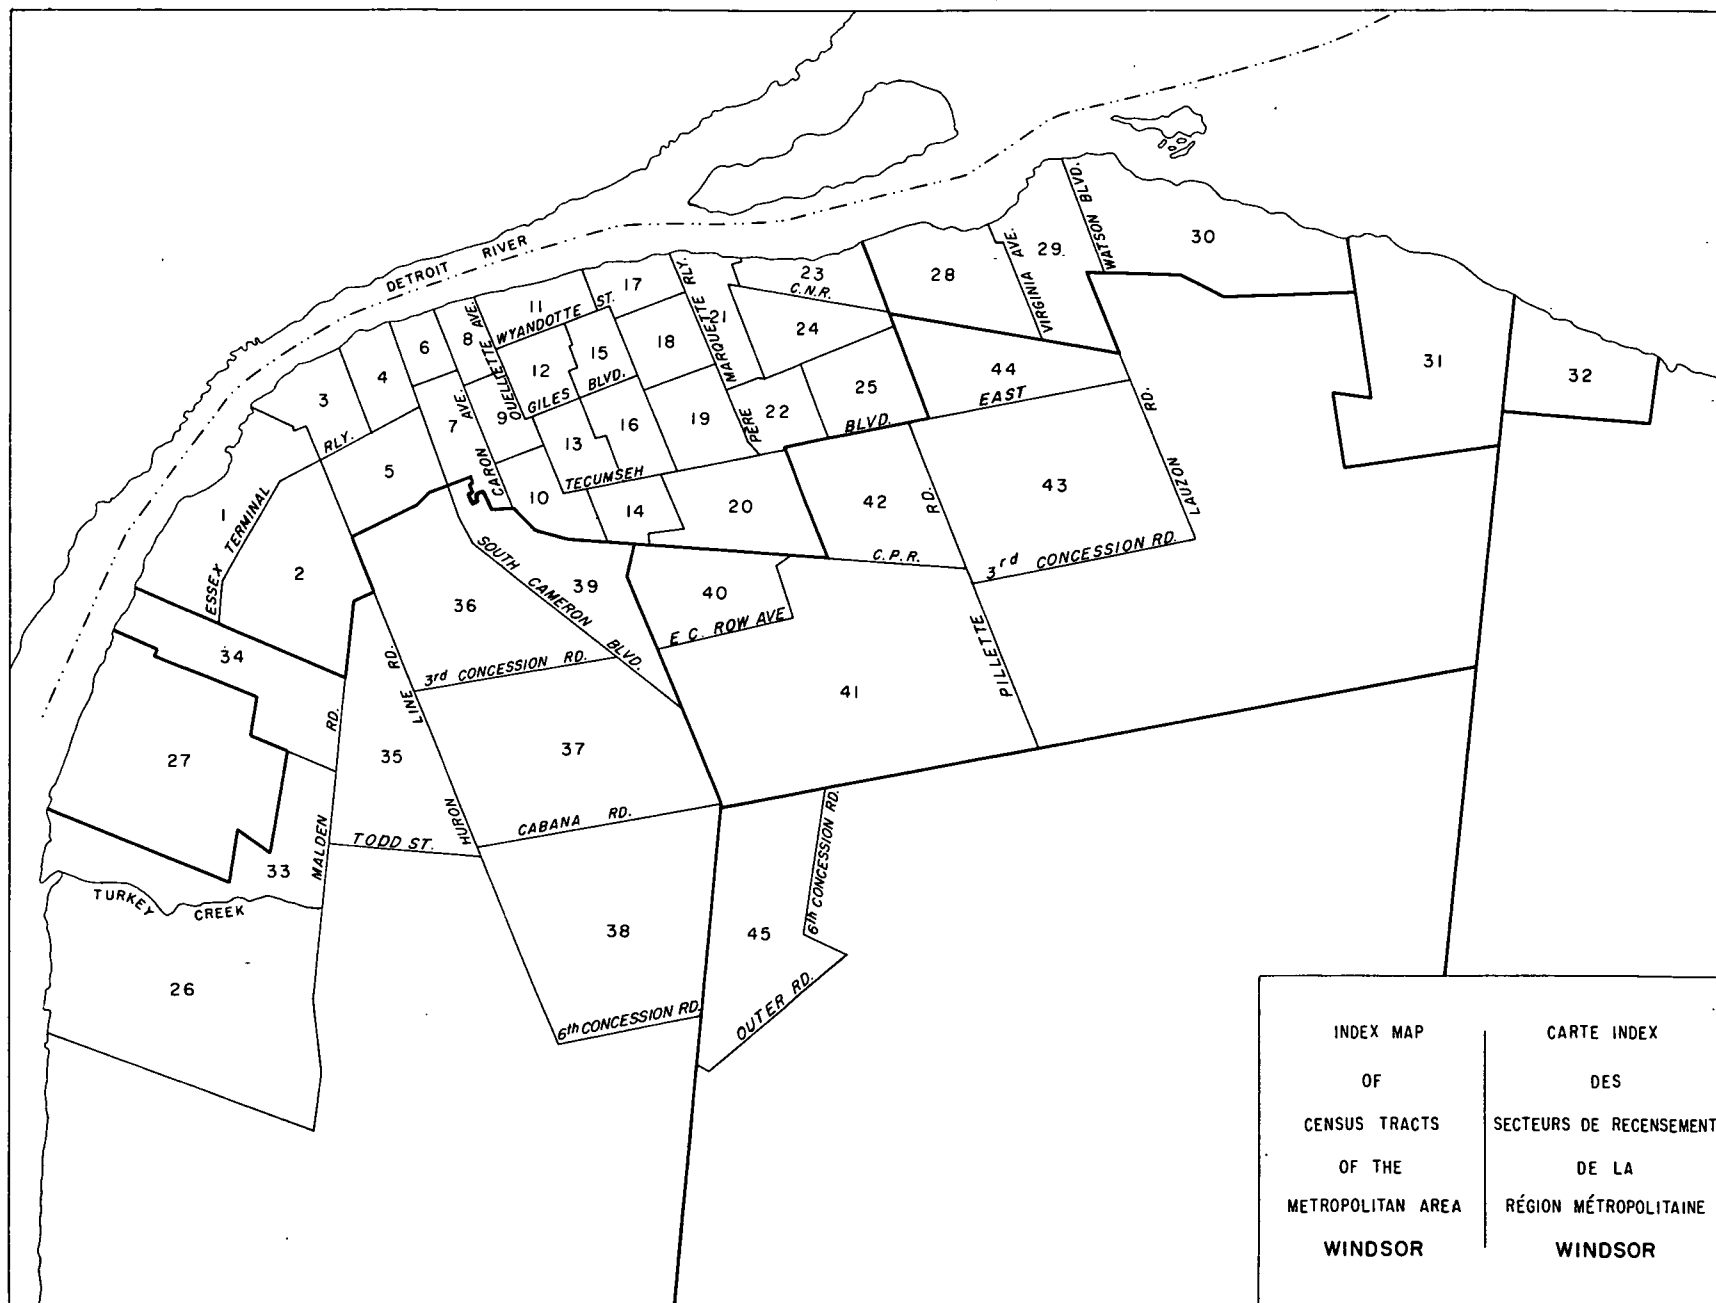 DETROIT RIVER
WATSON BLVD.
30
29
VIRGINIA AVE.
28
23
C.N.R.
17
11
WYANDOTTE ST.
MARQUETTE RLY.
PERE
21
24
8
6
4
3
OUELLETTE AVE.
12
15
18
GILES BLVD.
44
EAST
31
32
25
22
BLVD.
RLY.
7
AVE.
CARON
9
13
16
19
TECUMSEH
5
10
14
20
42
RD.
43
RD.
LAUZON
1
ESSEX TERMINAL
2
SOUTH CAMERON BLVD.
39
C.P.R.
3rd CONCESSION RD.
36
40
E C. ROW AVE
34
3rd CONCESSION RD.
PILLETTE
41
RD.
LINE
HURON
RD.
MALDEN
27
35
37
CABANA RD.
TODD ST.
33
TURKEY CREEK
6th CONCESSION RD.
38
45
26
6th CONCESSION RD.
OUTER RD.
INDEX MAP
OF
CENSUS TRACTS
OF THE
METROPOLITAN AREA
WINDSOR
CARTE INDEX
DES
SECTEURS DE RECENSEMENT
DE LA
RÉGION MÉTROPOLITAINE
WINDSOR